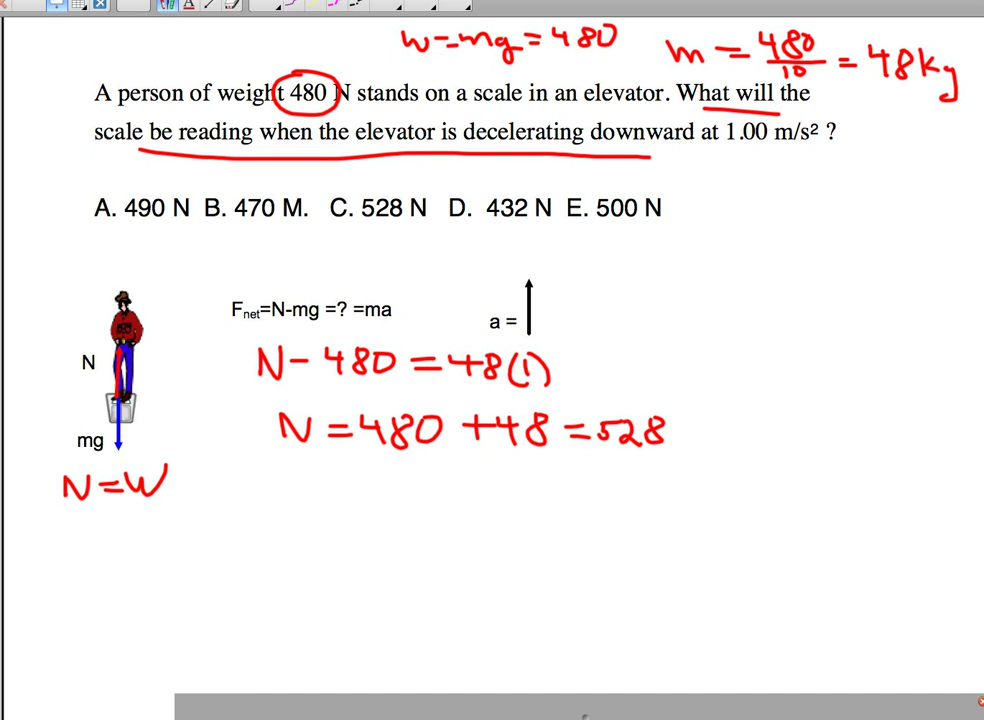 w=mg=480 m = 480/10 = 48kg
A person of weight 480 N stands on a scale in an elevator. What will the
scale be reading when the elevator is decelerating downward at 1.00 m/s² ?
A. 490 N B. 470 M. C. 528 N D. 432 N E. 500 N
Fnet=N-mg =? =ma
a =
N
N- 480 = 48(1)
N = 480 + 48 = 528
mg
N=W